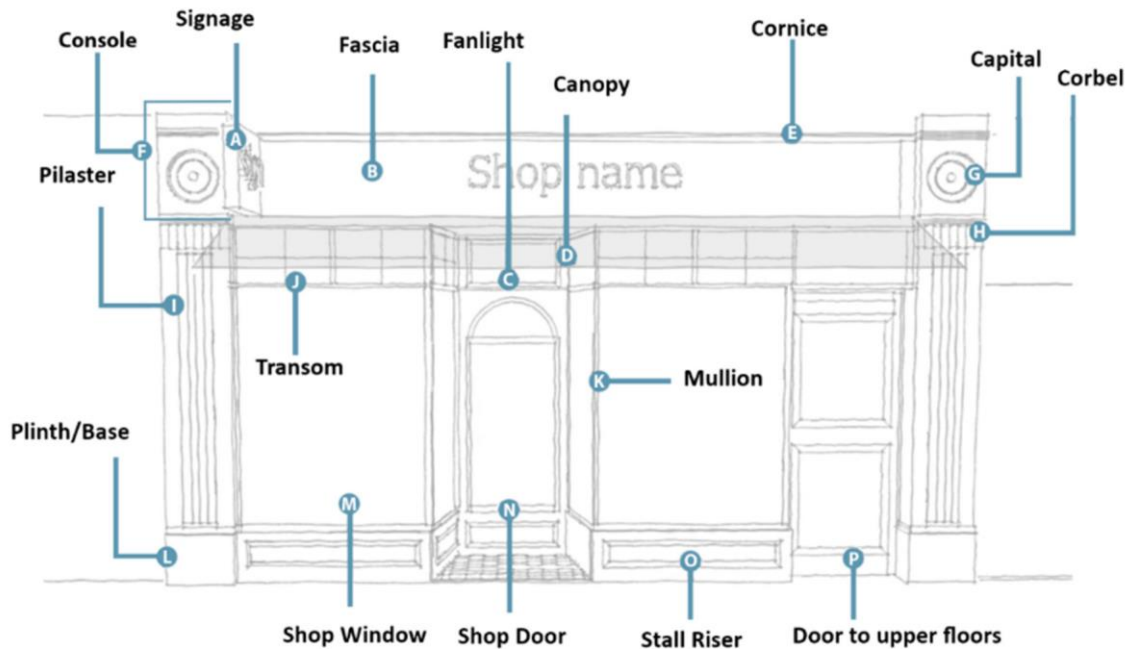 Signage
Console
Fascia
Fanlight
Cornice
Canopy
Capital
Corbel
A
E
F
B
Shop name
G
Pilaster
H
D
J
C
I
Transom
K
Mullion
Plinth/Base
M
N
L
O
P
Shop Window
Shop Door
Stall Riser
Door to upper floors